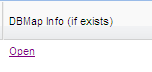 DBMap Info (if exists)
Open